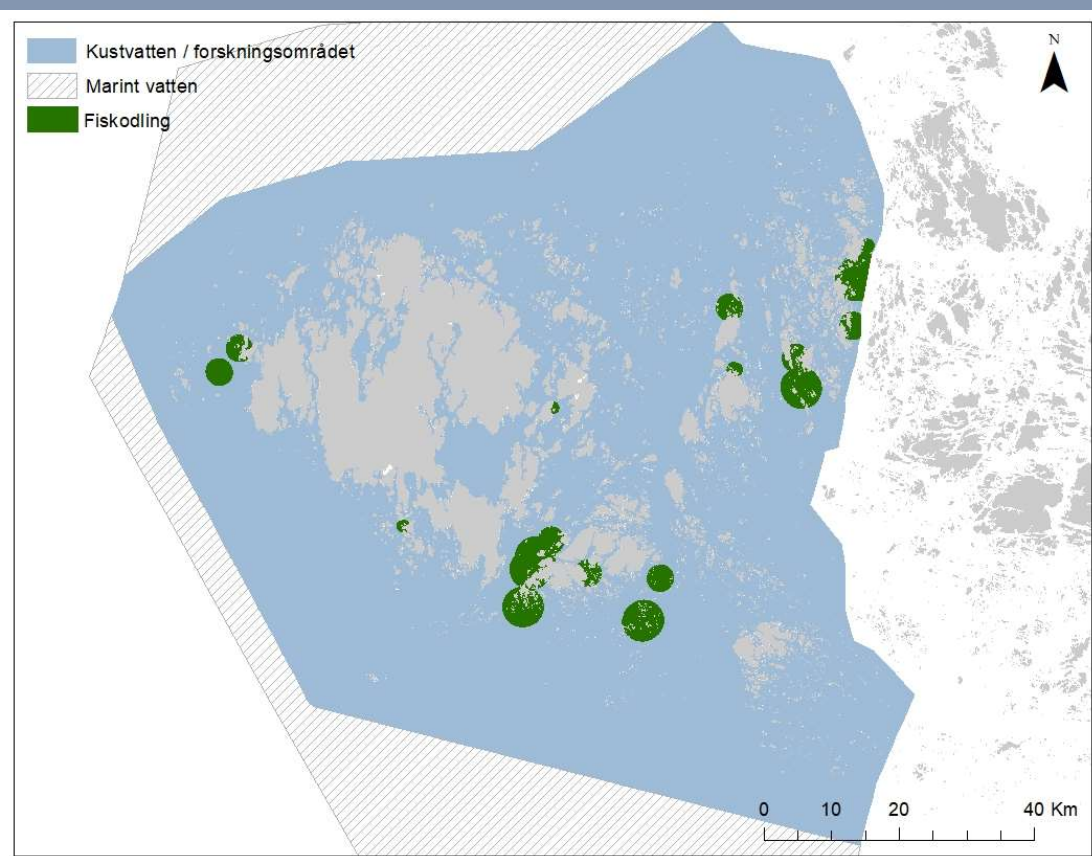 Kustvatten / forskningsområdet
Marint vatten
Fiskodling
N
0 10 20 40 Km